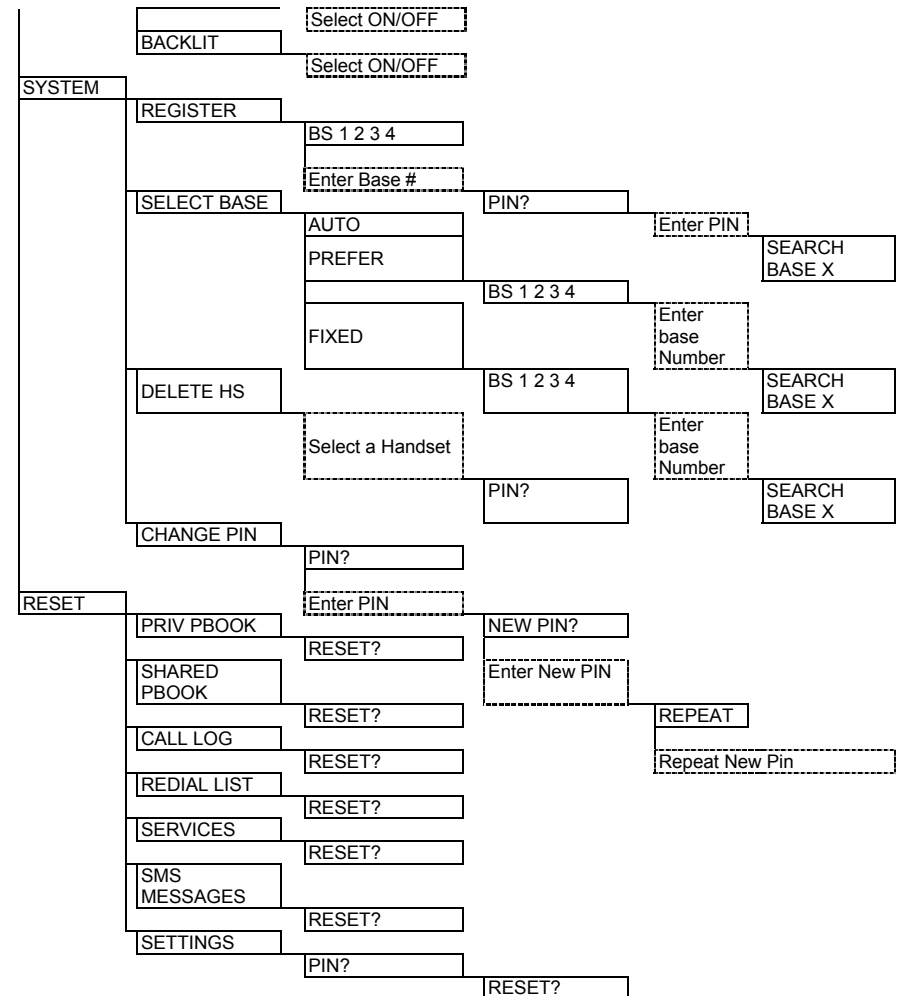 Select ON/OFF
BACKLIT
Select ON/OFF
SYSTEM
REGISTER
BS 1 2 3 4
Enter Base #
SELECT BASE
PIN?
AUTO
Enter PIN
PREFER
SEARCH
BASE X
BS 1 2 3 4
FIXED
Enter
base
Number
DELETE HS
BS 1 2 3 4
SEARCH
BASE X
Select a Handset
Enter
base
Number
PIN?
SEARCH
BASE X
CHANGE PIN
PIN?
RESET
Enter PIN
PRIV PBOOK
NEW PIN?
RESET?
SHARED
PBOOK
Enter New PIN
RESET?
REPEAT
CALL LOG
RESET?
Repeat New Pin
REDIAL LIST
RESET?
SERVICES
RESET?
SMS
MESSAGES
RESET?
SETTINGS
PIN?
RESET?